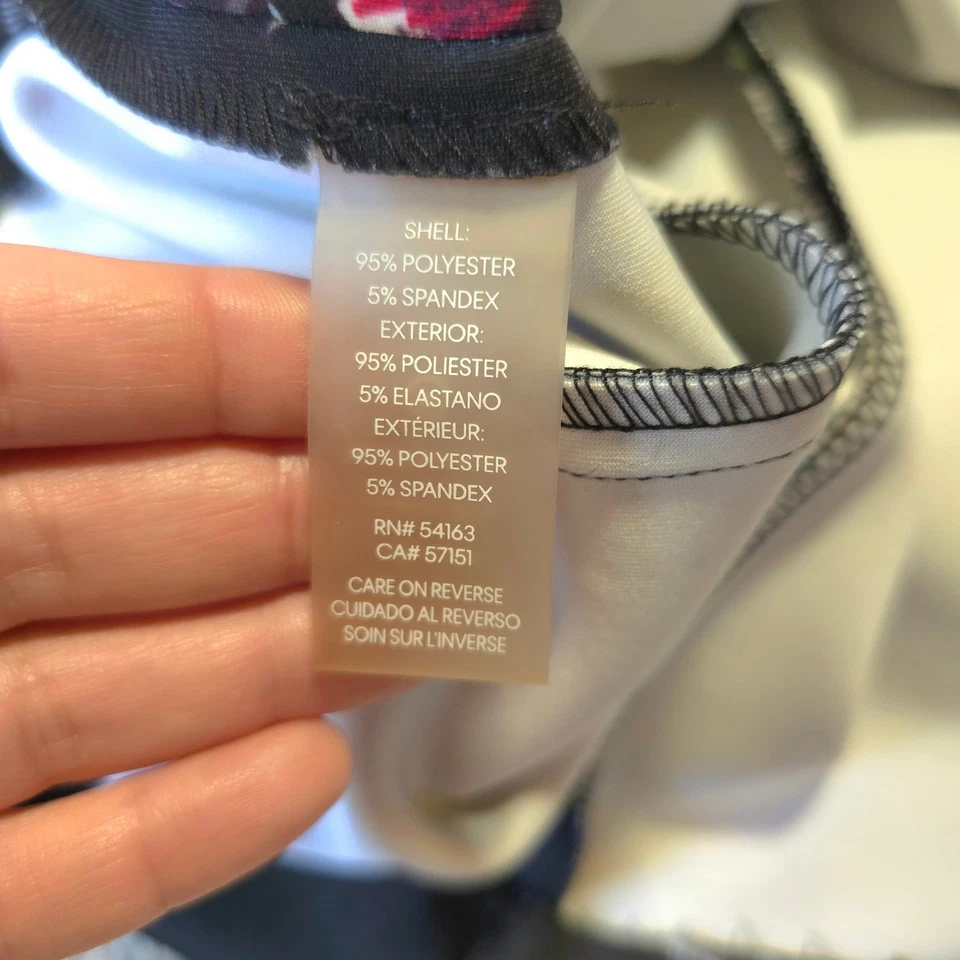 SHELL:
95% POLYESTER
5% SPANDEX
EXTERIOR:
95% POLIESTER
5% ELASTANO
EXTÉRIEUR:
95% POLYESTER
5% SPANDEX
RN# 54163
CA# 57151
CARE ON REVERSE
CUIDADO AL REVERSO
SOIN SUR L'INVERSE